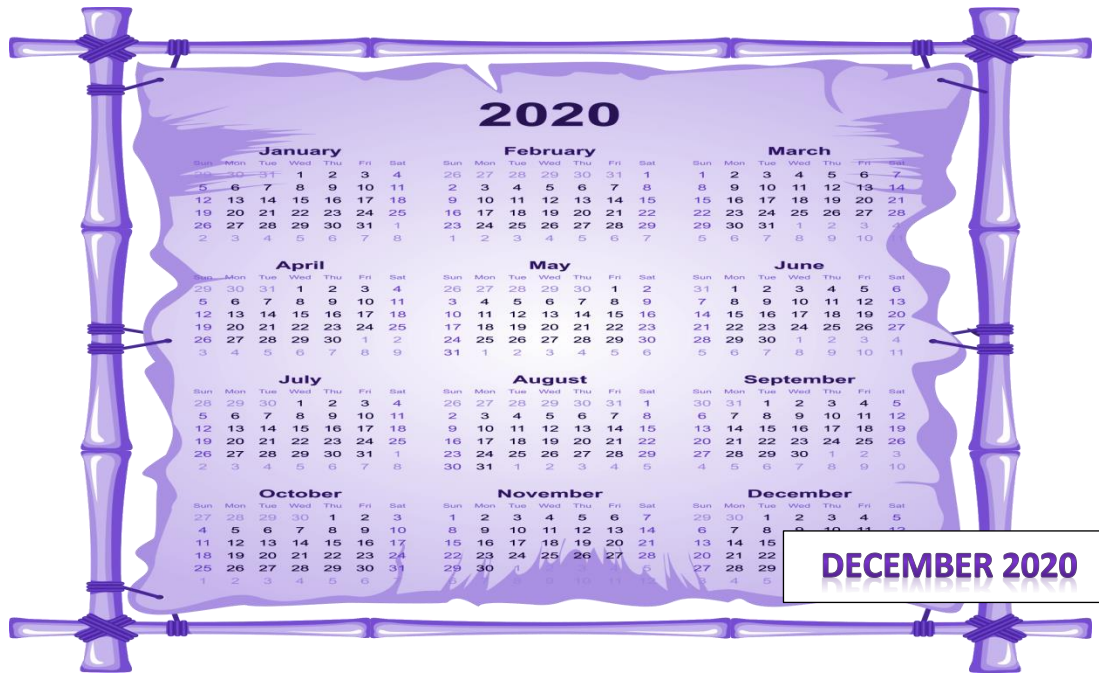 2020
January
Sun Mon Tue Wed Thu Fri Sat
29 30 31 1 2 3 4
5 6 7 8 9 10 11
12 13 14 15 16 17 18
19 20 21 22 23 24 25
26 27 28 29 30 31 1
2 3 4 5 6 7 8
February
Sun Mon Tue Wed Thu Fri Sat
26 27 28 29 30 31 1
2 3 4 5 6 7 8
9 10 11 12 13 14 15
16 17 18 19 20 21 22
23 24 25 26 27 28 29
1 2 3 4 5 6 7
March
Sun Mon Tue Wed Thu Fri Sat
1 2 3 4 5 6 7
8 9 10 11 12 13 14
15 16 17 18 19 20 21
22 23 24 25 26 27 28
29 30 31 1 2 3 4
5 6 7 8 9 10
April
Sun Mon Tue Wed Thu Fri Sat
29 30 31 1 2 3 4
5 6 7 8 9 10 11
12 13 14 15 16 17 18
19 20 21 22 23 24 25
26 27 28 29 30 1 2
3 4 5 6 7 8 9
May
Sun Mon Tue Wed Thu Fri Sat
26 27 28 29 30 1 2
3 4 5 6 7 8 9
10 11 12 13 14 15 16
17 18 19 20 21 22 23
24 25 26 27 28 29 30
31 1 2 3 4 5 6
June
Sun Mon Tue Wed Thu Fri Sat
31 1 2 3 4 5 6
7 8 9 10 11 12 13
14 15 16 17 18 19 20
21 22 23 24 25 26 27
28 29 30 1 2 3 4
5 6 7 8 9 10 11
July
Sun Mon Tue Wed Thu Fri Sat
28 29 30 1 2 3 4
5 6 7 8 9 10 11
12 13 14 15 16 17 18
19 20 21 22 23 24 25
26 27 28 29 30 31 1
2 3 4 5 6 7 8
August
Sun Mon Tue Wed Thu Fri Sat
26 27 28 29 30 31 1
2 3 4 5 6 7 8
9 10 11 12 13 14 15
16 17 18 19 20 21 22
23 24 25 26 27 28 29
30 31 1 2 3 4 5
September
Sun Mon Tue Wed Thu Fri Sat
30 31 1 2 3 4 5
6 7 8 9 10 11 12
13 14 15 16 17 18 19
20 21 22 23 24 25 26
27 28 29 30 1 2 3
4 5 6 7 8 9 10
October
Sun Mon Tue Wed Thu Fri Sat
27 28 29 30 1 2 3
4 5 6 7 8 9 10
11 12 13 14 15 16 17
18 19 20 21 22 23 24
25 26 27 28 29 30 31
1 2 3 4 5 6
November
Sun Mon Tue Wed Thu Fri Sat
1 2 3 4 5 6 7
8 9 10 11 12 13 14
15 16 17 18 19 20 21
22 23 24 25 26 27 28
29 30
December
Sun Mon Tue Wed Thu Fri Sat
29 30 1 2 3 4 5
6 7 8 9 10 11 12
13 14 15
20 21 22
27 28 29
4 5
DECEMBER 2020